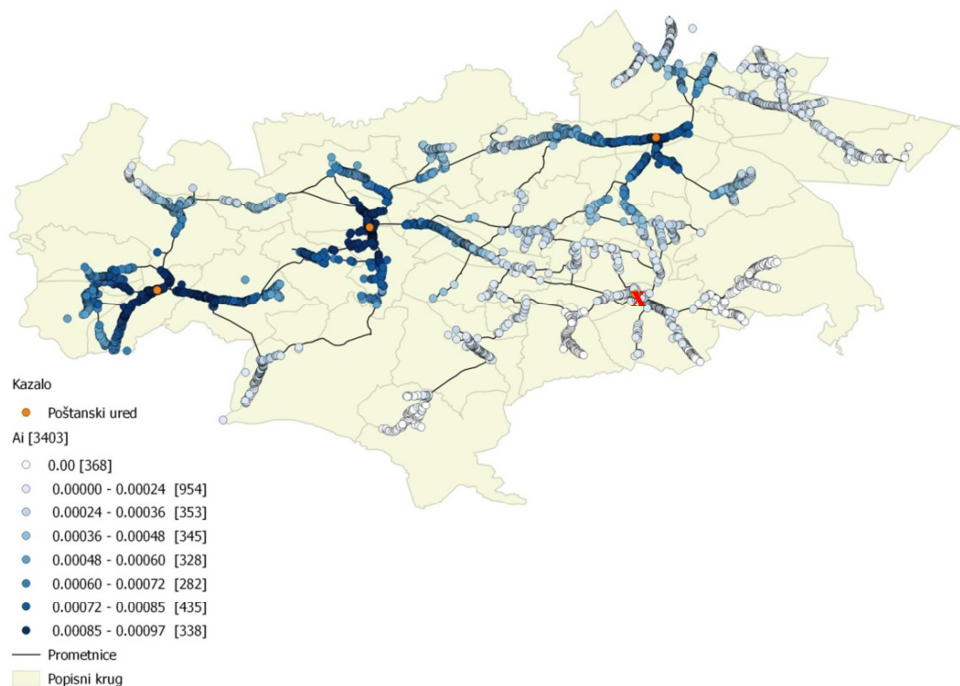 X
Kazalo
Poštanski ured
Ai [3403]
0.00 [368]
0.00000 - 0.00024 [954]
0.00024 - 0.00036 [353]
0.00036 - 0.00048 [345]
0.00048 - 0.00060 [328]
0.00060 - 0.00072 [282]
0.00072 - 0.00085 [435]
0.00085 - 0.00097 [338]
Prometnice
Popisni krug